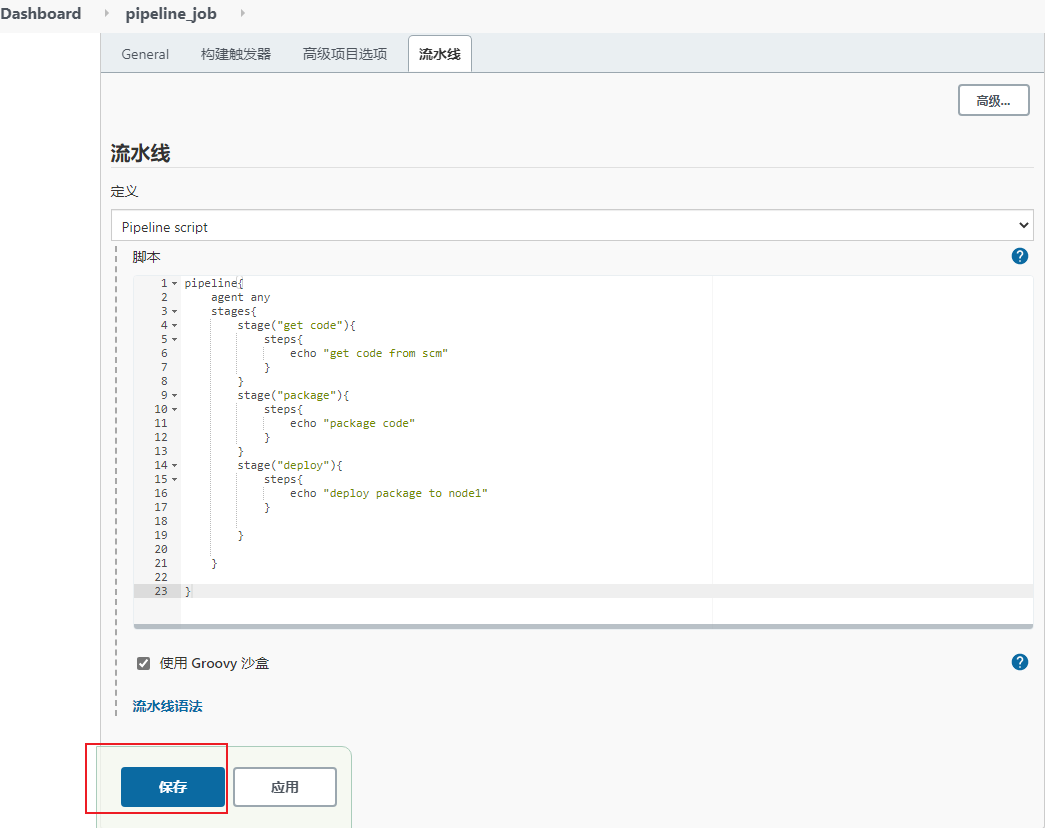 Dashboard pipeline_job
General 构建触发器 高级项目选项 流水线
高级...
流水线
定义
Pipeline script
脚本
?
1 pipeline{
2     agent any
3     stages{
4         stage("get code"){
5             steps{
6                 echo "get code from scm"
7             }
8         }
9         stage("package"){
10             steps{
11                 echo "package code"
12             }
13         }
14         stage("deploy"){
15             steps{
16                 echo "deploy package to node1"
17             }
18
19         }
20
21     }
22
23 }
使用 Groovy 沙盒
?
流水线语法
保存 应用